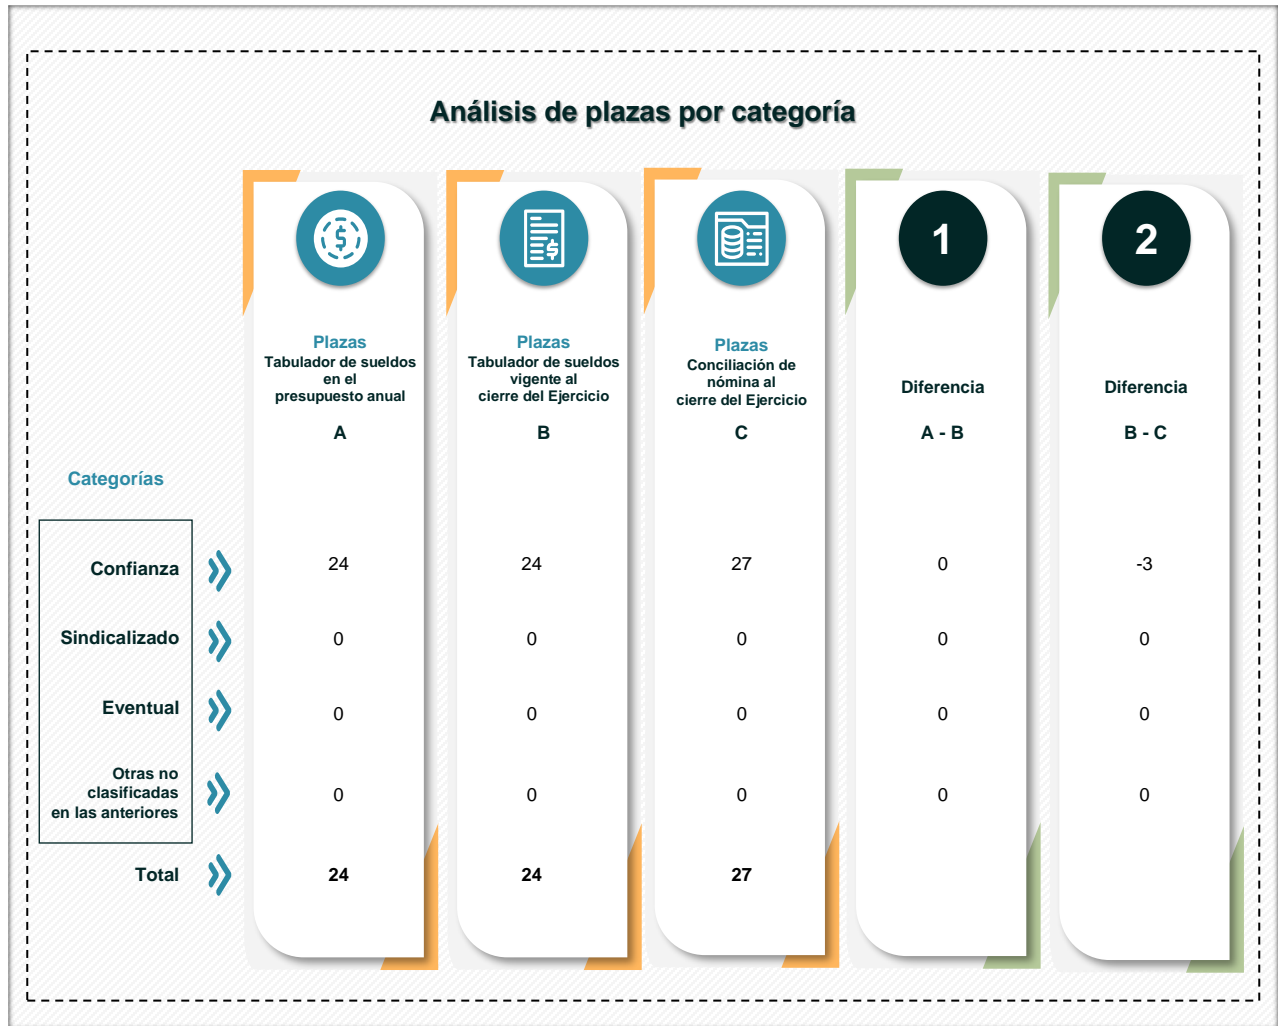 Análisis de plazas por categoría
1
2
Plazas
Tabulador de sueldos
en el
presupuesto anual
A
Plazas
Tabulador de sueldos
vigente al
cierre del Ejercicio
B
Plazas
Conciliación de
nómina al
cierre del Ejercicio
C
Diferencia
A - B
Diferencia
B - C
Categorías
Confianza
24
24
27
0
-3
Sindicalizado
0
0
0
0
0
Eventual
0
0
0
0
0
Otras no
clasificadas
en las anteriores
0
0
0
0
0
Total
24
24
27